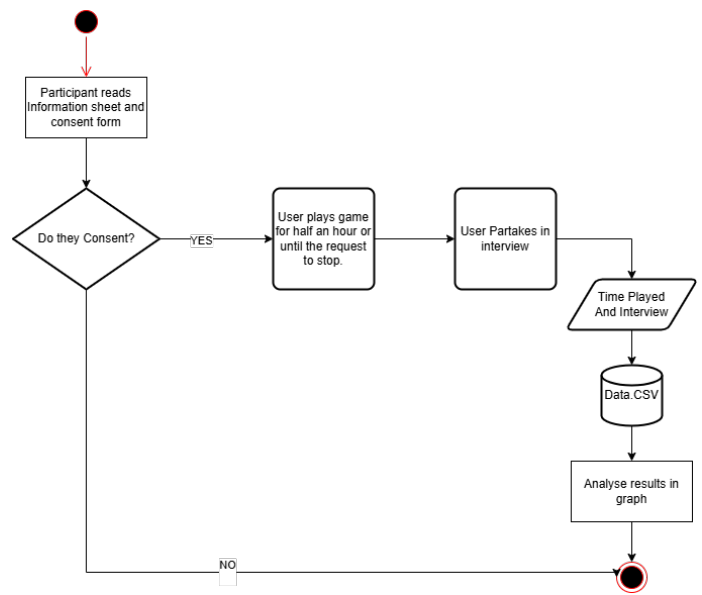 Participant reads
Information sheet and
consent form
Do they Consent?
YES
User plays game
for half an hour or
until the request
to stop.
User Partakes in
interview
Time Played
And Interview
Data.CSV
Analyse results in
graph
NO